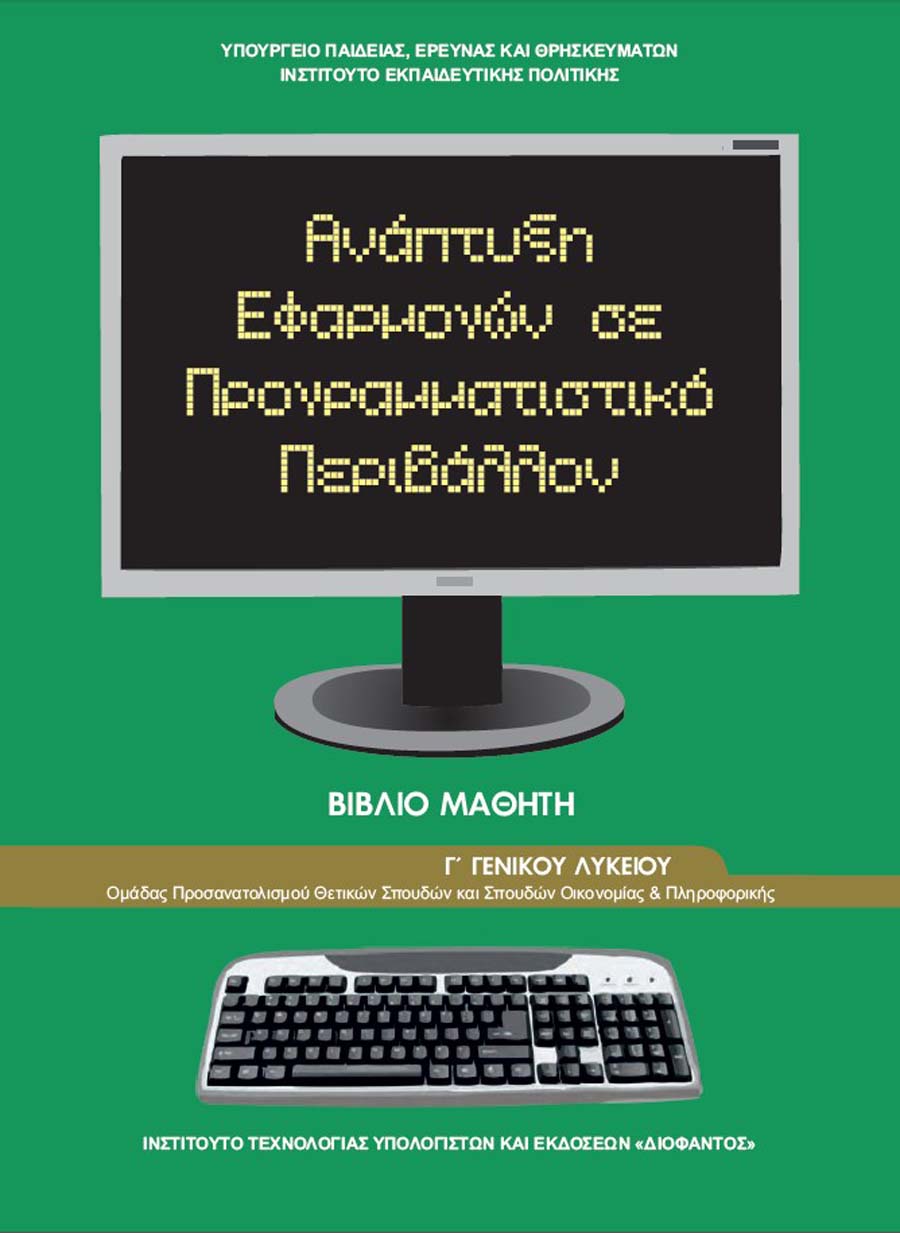 ΥΠΟΥΡΓΕΙΟ ΠΑΙΔΕΙΑΣ, ΕΡΕΥΝΑΣ ΚΑΙ ΘΡΗΣΚΕΥΜΑΤΩΝ
ΙΝΣΤΙΤΟΥΤΟ ΕΚΠΑΙΔΕΥΤΙΚΗΣ ΠΟΛΙΤΙΚΗΣ
Ανάπτυξη
Εφαρμογών σε
Προγραμματιστικό
Περιβάλλον
ΒΙΒΛΙΟ ΜΑΘΗΤΗ
Γ΄ ΓΕΝΙΚΟΥ ΛΥΚΕΙΟΥ
Ομάδας Προσανατολισμού Θετικών Σπουδών και Σπουδών Οικονομίας & Πληροφορικής
ΙΝΣΤΙΤΟΥΤΟ ΤΕΧΝΟΛΟΓΙΑΣ ΥΠΟΛΟΓΙΣΤΩΝ ΚΑΙ ΕΚΔΟΣΕΩΝ «ΔΙΟΦΑΝΤΟΣ»